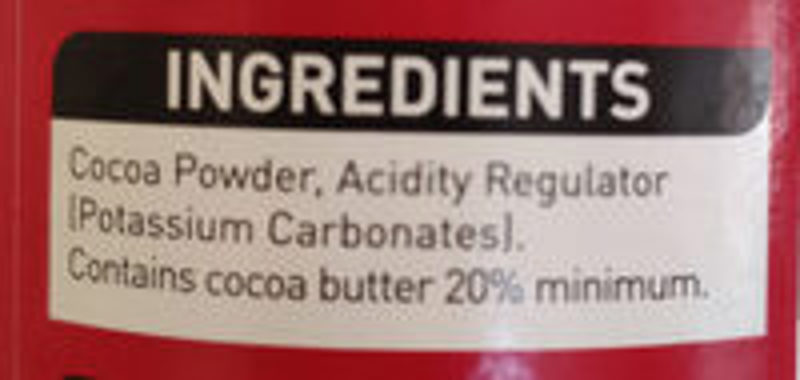 INGREDIENTS
Cocoa Powder, Acidity Regulator
(Potassium Carbonates).
Contains cocoa butter 20% minimum.